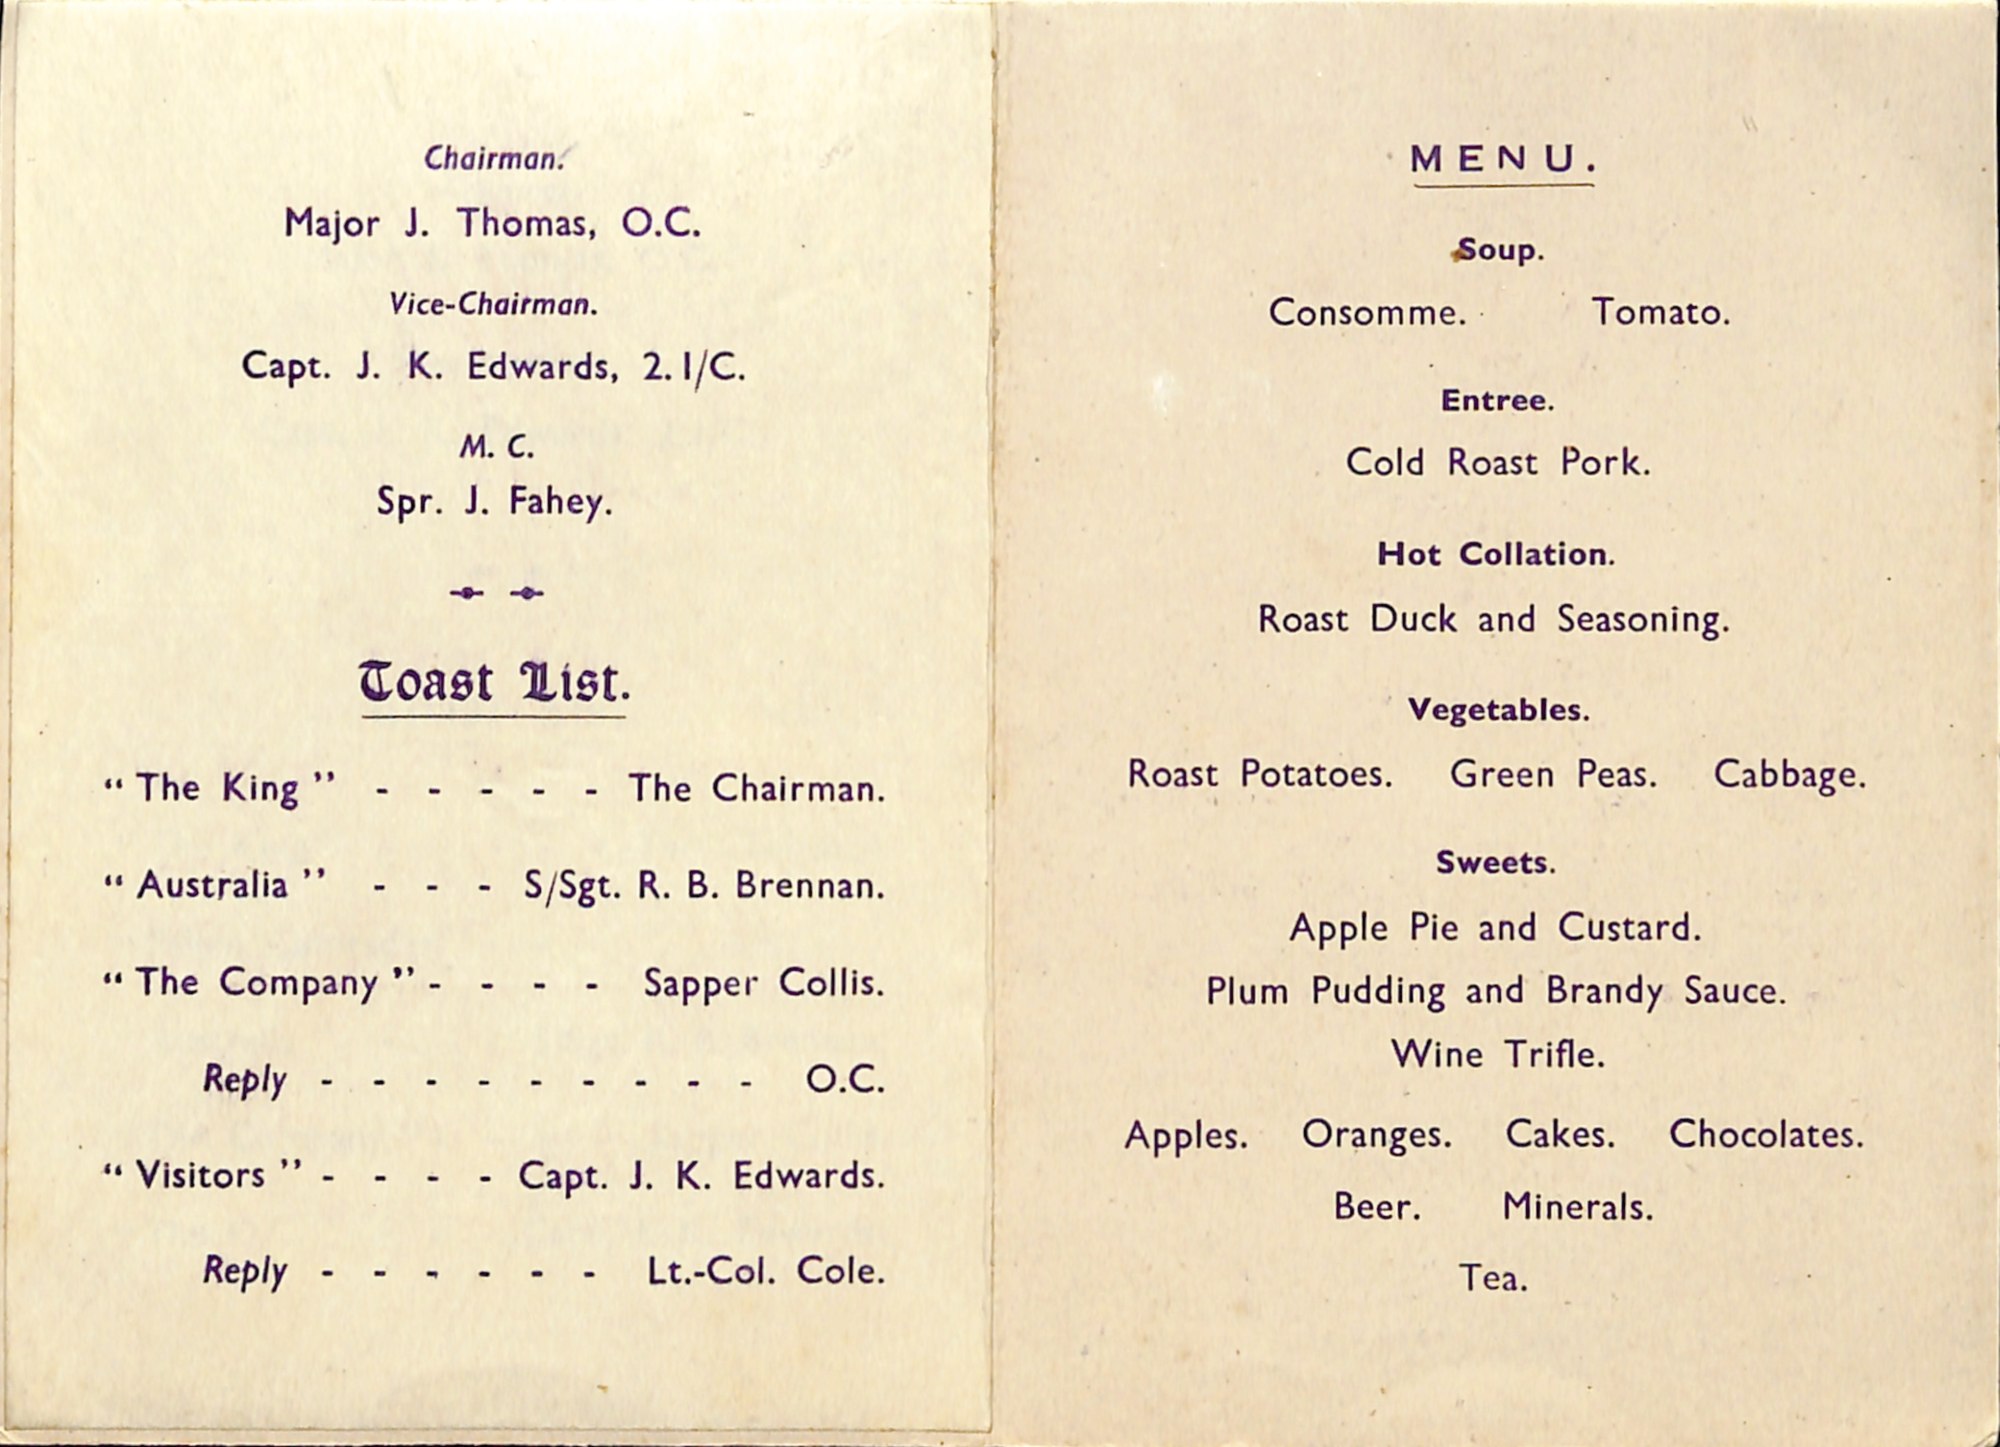 Chairman.
Major J. Thomas, O.C.
Vice-Chairman.
Capt. J. K. Edwards, 2. I/C.
M. C.
Spr. J. Fahey.
Toast List.
“ The King ” - - - - - The Chairman.
“ Australia ” - - - S/Sgt. R. B. Brennan.
“ The Company ” - - - - Sapper Collis.
Reply - - - - - - - - - O.C.
“ Visitors ” - - - - Capt. J. K. Edwards.
Reply - - - - - - Lt.-Col. Cole.
MENU.
Soup.
Consomme. Tomato.
Entree.
Cold Roast Pork.
Hot Collation.
Roast Duck and Seasoning.
Vegetables.
Roast Potatoes. Green Peas. Cabbage.
Sweets.
Apple Pie and Custard.
Plum Pudding and Brandy Sauce.
Wine Trifle.
Apples. Oranges. Cakes. Chocolates.
Beer. Minerals.
Tea.